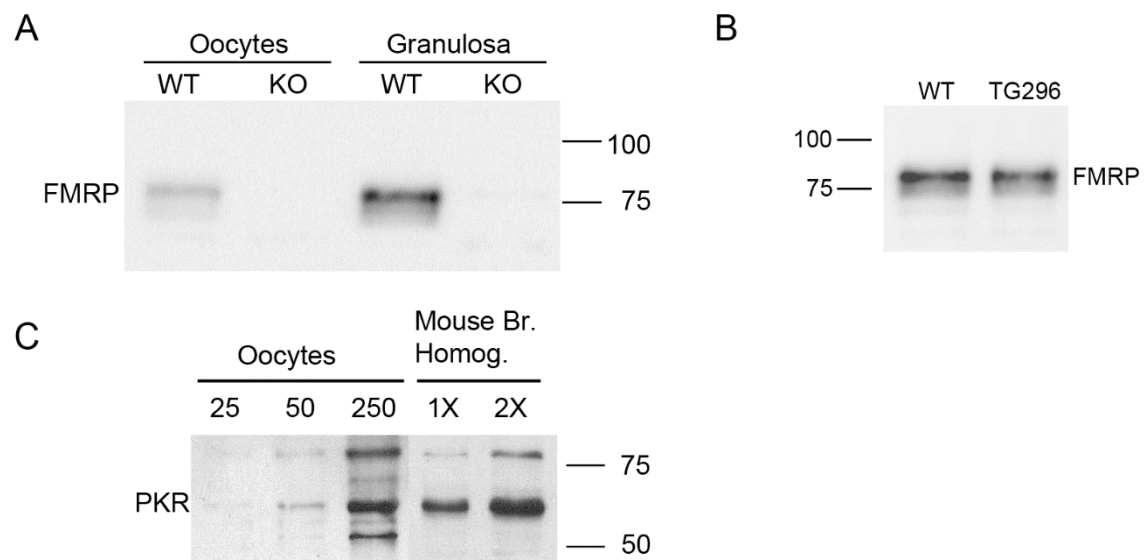 A
Oocytes Granulosa
WT KO WT KO
FMRP
100
75
B
WT TG296
100
75
FMRP
C
Oocytes
Mouse Br.
Homog.
25 50 250 1X 2X
PKR
75
50